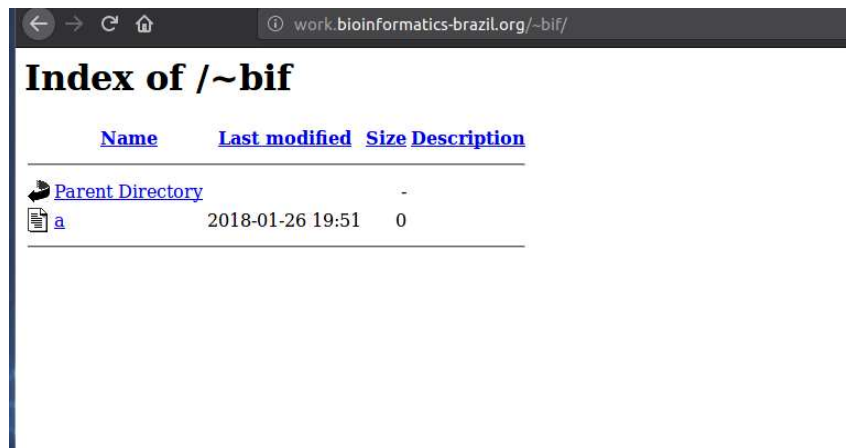 work.bioinformatics-brazil.org/~bif/
Index of /~bif
Name Last modified Size Description
Parent Directory -
a 2018-01-26 19:51 0